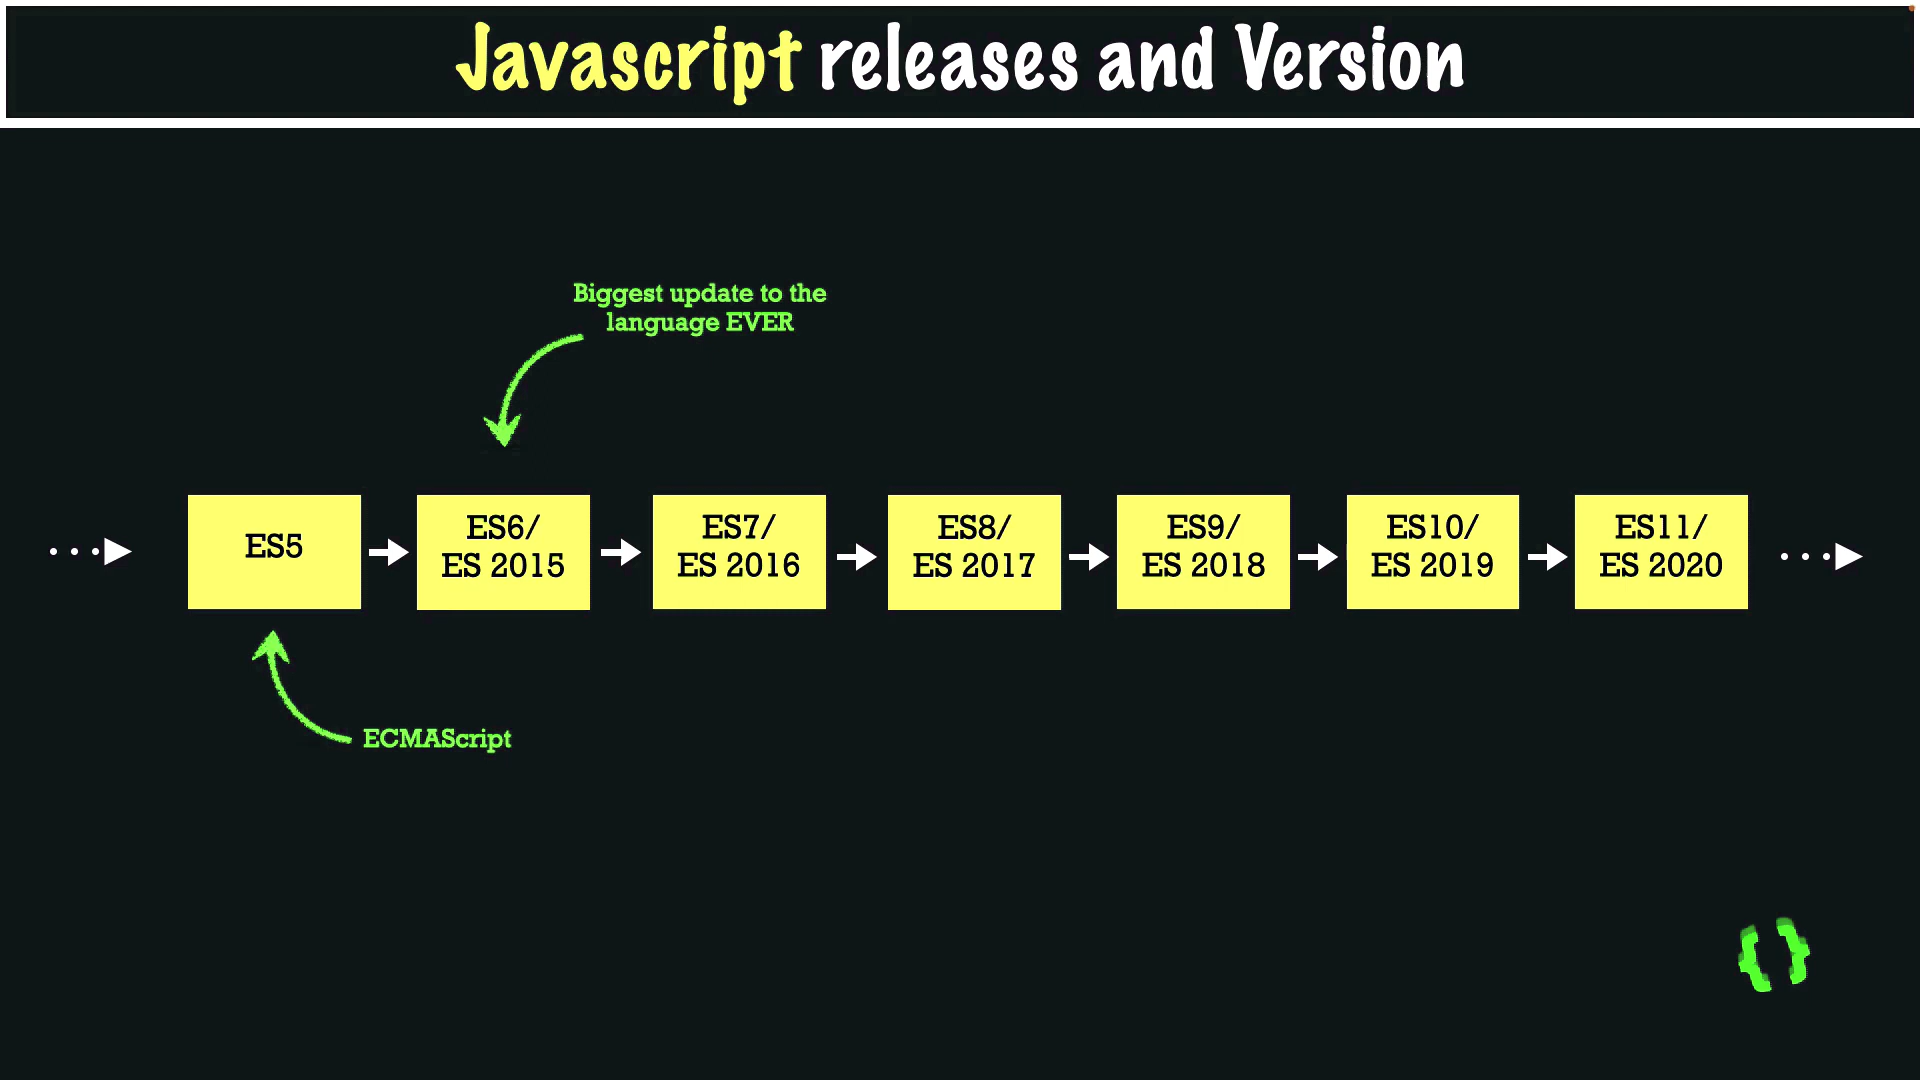 Javascript releases and Version
Biggest update to the
language EVER
ES5
ES6/
ES 2015
ES7/
ES 2016
ES8/
ES 2017
ES9/
ES 2018
ES10/
ES 2019
ES11/
ES 2020
ECMAScript
{ }